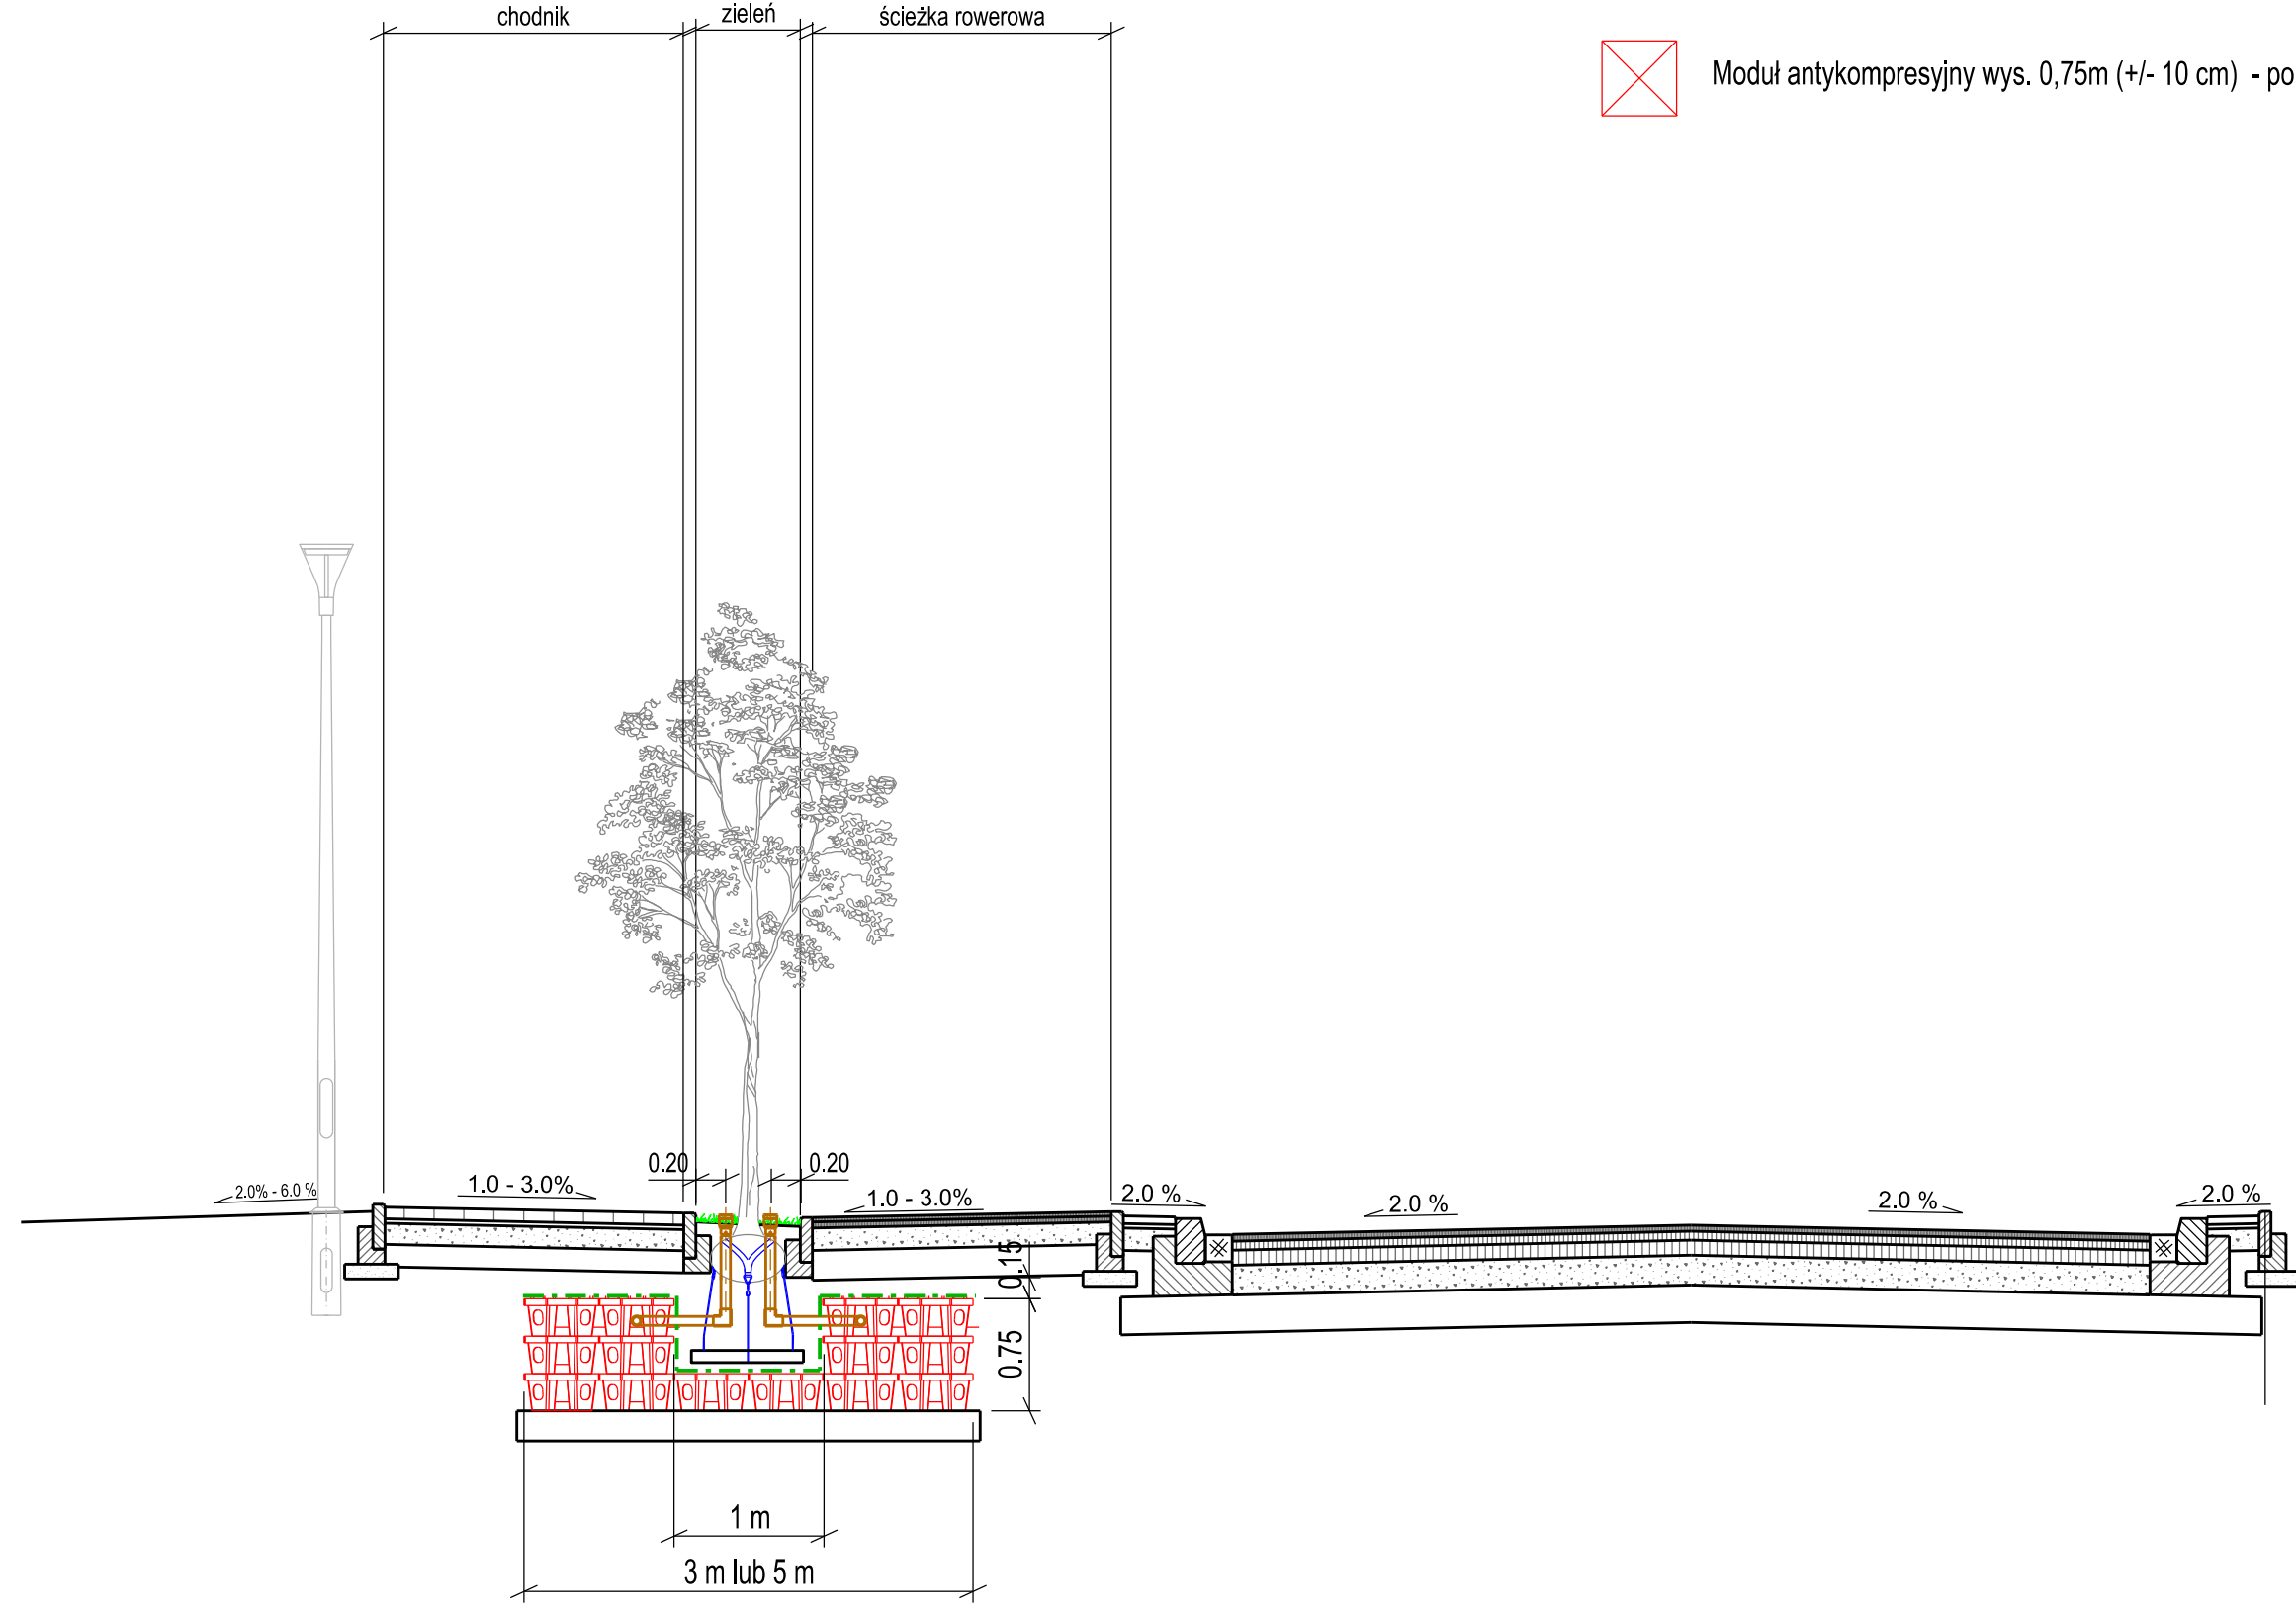 chodnik
zieleń
ścieżka rowerowa
Moduł antykompresyjny wys. 0,75m (+/- 10 cm) - po
0.20
0.20
2.0% - 6.0 %
1.0 - 3.0%
1.0 - 3.0%
2.0 %
2.0 %
2.0 %
2.0 %
0.15
0.75
1 m
3 m lub 5 m